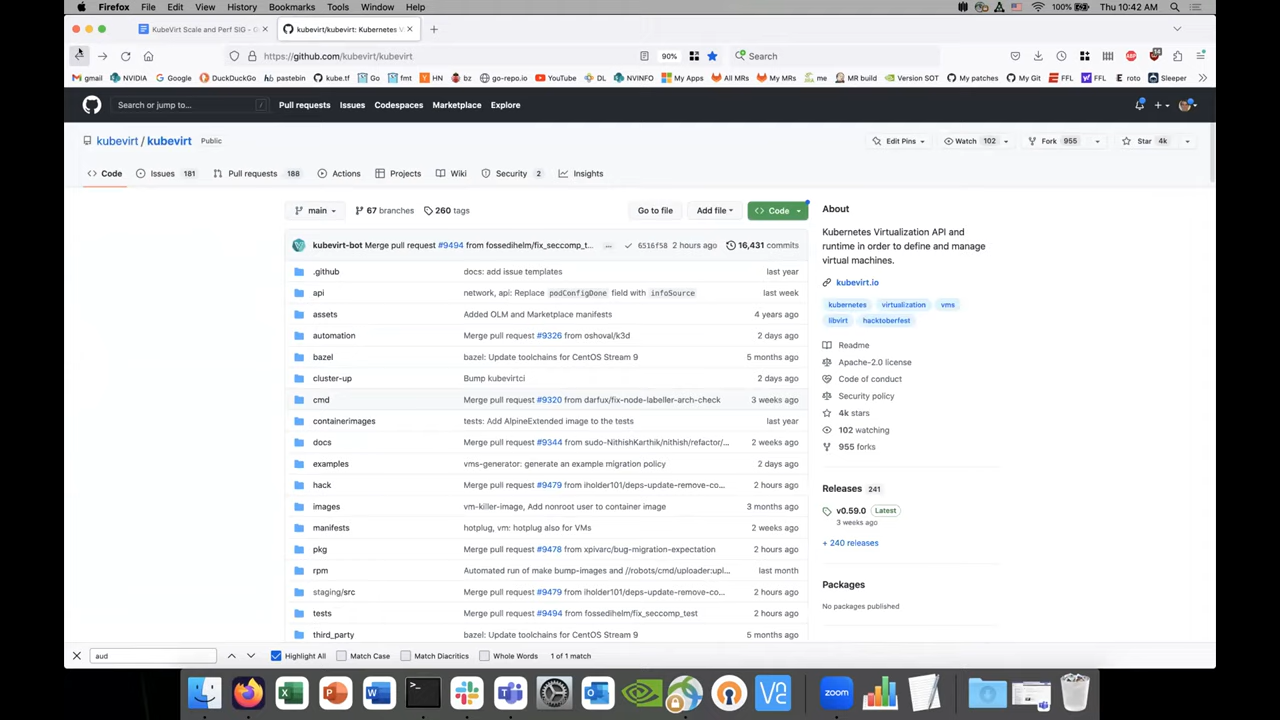 Firefox File Edit View History Bookmarks Tools Window Help 100% Thu 10:42 AM
KubeVirt Scale and Perf SIG - kubevirt/kubevirt: Kubernetes V
https://github.com/kubevirt/kubevirt 90% Search
gmail NVIDIA Google DuckDuckGo pastebin kube.tf Go fmt HN bz go-repo.io YouTube DL NVINFO My Apps All MRs My MRs me MR build Version SOT My patches My Git FFL FFL eroto Sleeper
Search or jump to... / Pull requests Issues Codespaces Marketplace Explore
kubevirt / kubevirt Public Edit Pins Watch 102 Fork 955 Star 4k
Code Issues 181 Pull requests 188 Actions Projects Wiki Security 2 Insights
main 67 branches 260 tags Go to file Add file Code
kubevirt-bot Merge pull request #9494 from fossedihelm/fix_seccomp_t... ... 6516f58 2 hours ago 16,431 commits
.github docs: add issue templates last year
api network, api: Replace podConfigDone field with infoSource last week
assets Added OLM and Marketplace manifests 4 years ago
automation Merge pull request #9326 from oshoval/k3d 2 days ago
bazel bazel: Update toolchains for CentOS Stream 9 5 months ago
cluster-up Bump kubevirtci 2 days ago
cmd Merge pull request #9320 from darfux/fix-node-labeller-arch-check 3 weeks ago
containerimages tests: Add AlpineExtended image to the tests last year
docs Merge pull request #9344 from sudo-NithishKarthik/nithish/refactor/... 2 weeks ago
examples vms-generator: generate an example migration policy 2 days ago
hack Merge pull request #9479 from iholder101/deps-update-remove-co... 2 hours ago
images vm-killer-image, Add nonroot user to container image 3 months ago
manifests hotplug, vm: hotplug also for VMs 2 weeks ago
pkg Merge pull request #9478 from xpivarc/bug-migration-expectation 2 hours ago
rpm Automated run of make bump-images and //robots/cmd/uploader:upl... last month
staging/src Merge pull request #9479 from iholder101/deps-update-remove-co... 2 hours ago
tests Merge pull request #9494 from fossedihelm/fix_seccomp_test 2 hours ago
third_party bazel: Update toolchains for CentOS Stream 9 5 months ago
About
Kubernetes Virtualization API and
runtime in order to define and manage
virtual machines.
kubevirt.io
kubernetes virtualization vms
libvirt hacktoberfest
Readme
Apache-2.0 license
Code of conduct
Security policy
4k stars
102 watching
955 forks
Releases 241
v0.59.0 Latest
3 weeks ago
+ 240 releases
Packages
No packages published
aud Highlight All Match Case Match Diacritics Whole Words 1 of 1 match
zoom